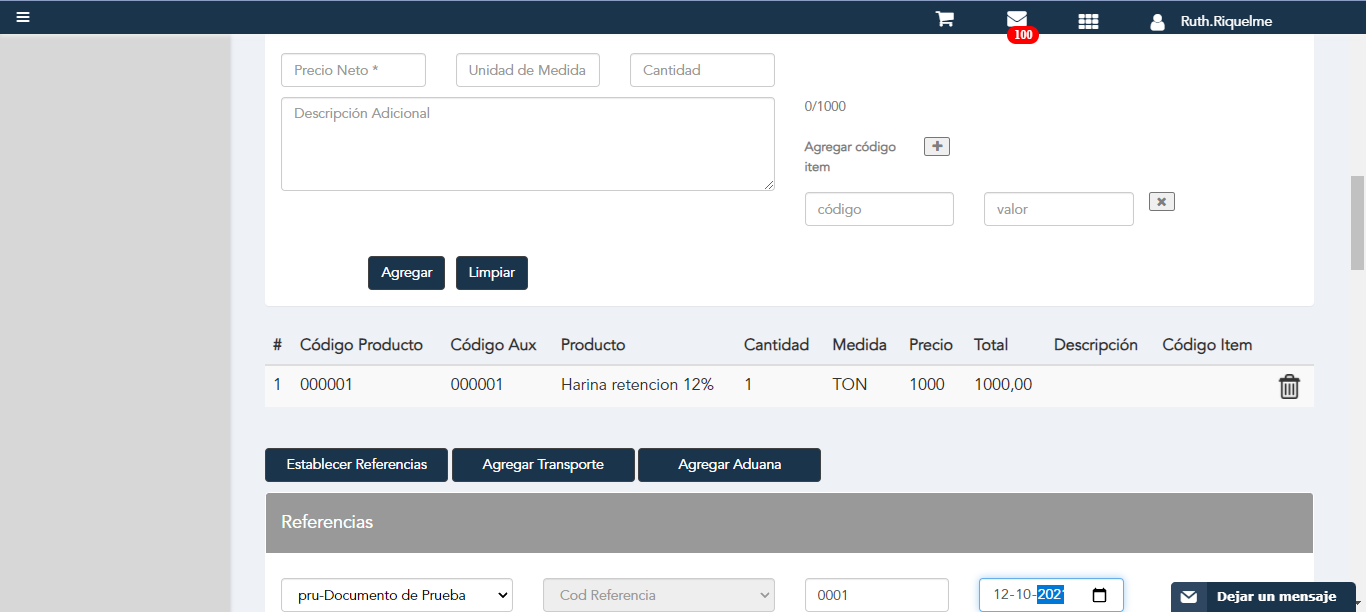 Ruth.Riquelme
100
Precio Neto * Unidad de Medida Cantidad
Descripción Adicional
0/1000
Agregar código
item
código valor
Agregar Limpiar
# Código Producto Código Aux Producto Cantidad Medida Precio Total Descripción Código Item
1 000001 000001 Harina retencion 12% 1 TON 1000 1000,00
Establecer Referencias Agregar Transporte Agregar Aduana
Referencias
pru-Documento de Prueba Cod Referencia 0001 12-10-2021
Dejar un mensaje